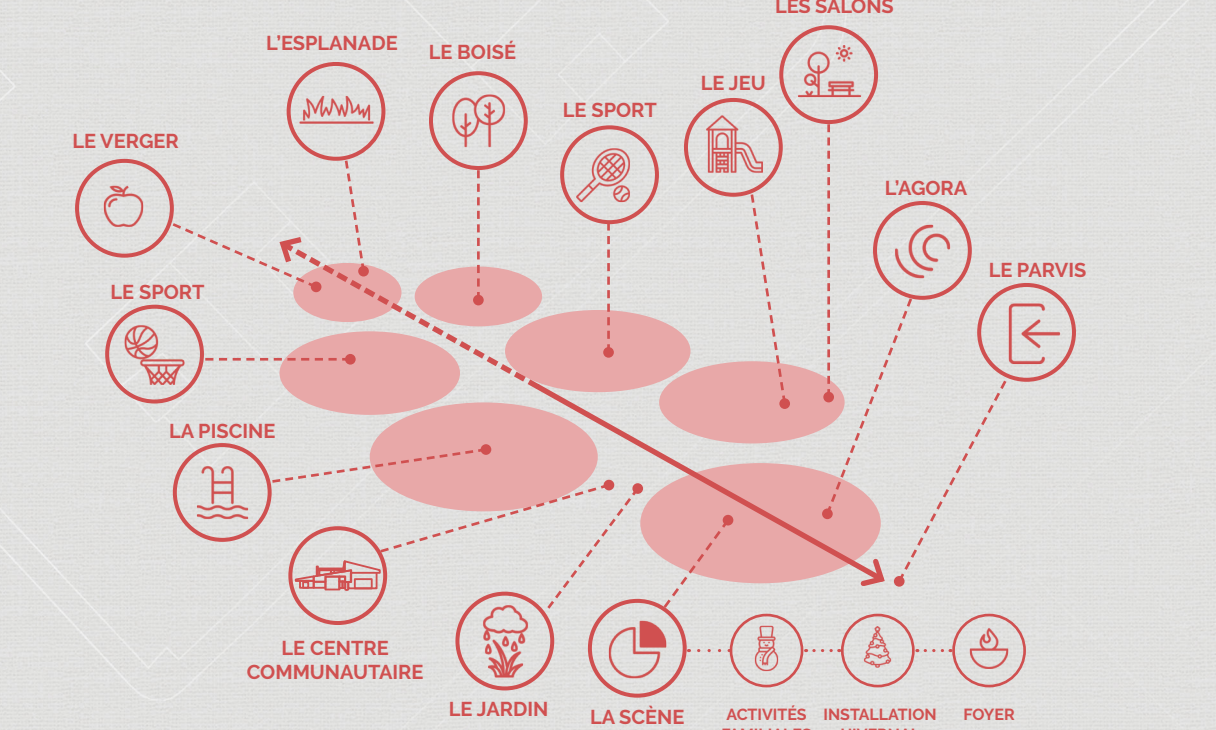 LES SALONS
L'ESPLANADE
LE BOISÉ
LE SPORT
LE JEU
LE VERGER
L'AGORA
LE PARVIS
LE SPORT
LA PISCINE
LE CENTRE
COMMUNAUTAIRE
LE JARDIN
LA SCÈNE
ACTIVITÉS
INSTALLATION
FOYER